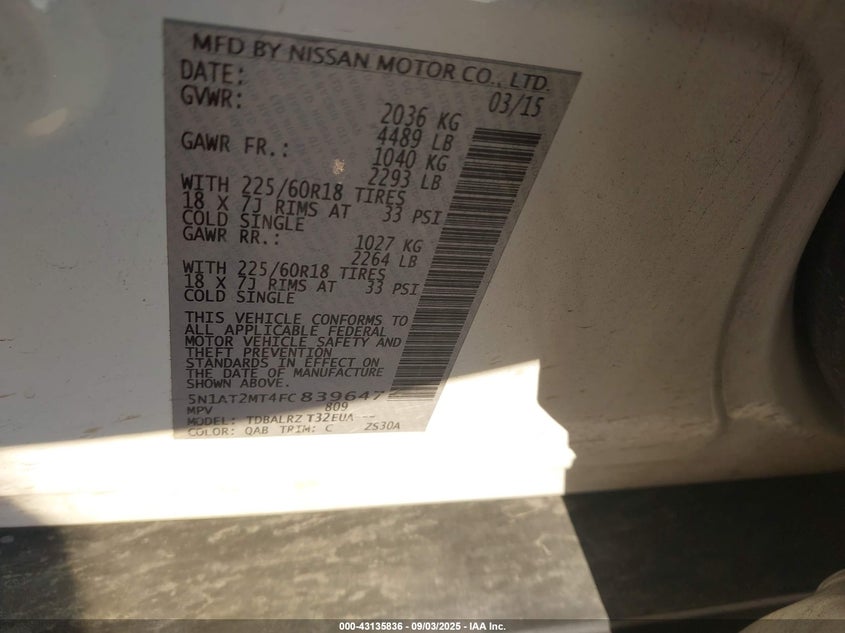 MFD BY NISSAN MOTOR CO., LTD.
DATE: 03/15
GVWR: 2036 KG
4489 LB
GAWR FR.: 1040 KG
2293 LB
WITH 225/60R18 TIRES
18 X 7J RIMS AT 33 PSI
COLD SINGLE
GAWR RR.: 1027 KG
2264 LB
WITH 225/60R18 TIRES
18 X 7J RIMS AT 33 PSI
COLD SINGLE
THIS VEHICLE CONFORMS TO
ALL APPLICABLE FEDERAL
MOTOR VEHICLE SAFETY AND
THEFT PREVENTION
STANDARDS IN EFFECT ON
THE DATE OF MANUFACTURE
SHOWN ABOVE.
5N1AT2MT4FC839647
MPV 809
MODEL: TDBALRZ T32EUA---
COLOR: QAB TRIM: C ZS30A
000-43135836 - 09/03/2025 - IAA Inc.